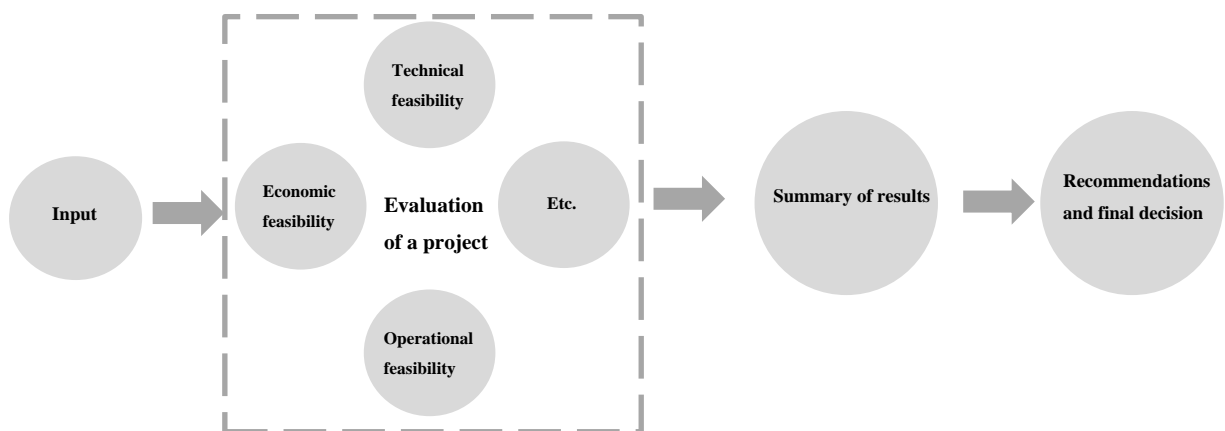 Input
Economic
feasibility
Technical
feasibility
Evaluation
of a project
Operational
feasibility
Etc.
Summary of results
Recommendations
and final decision